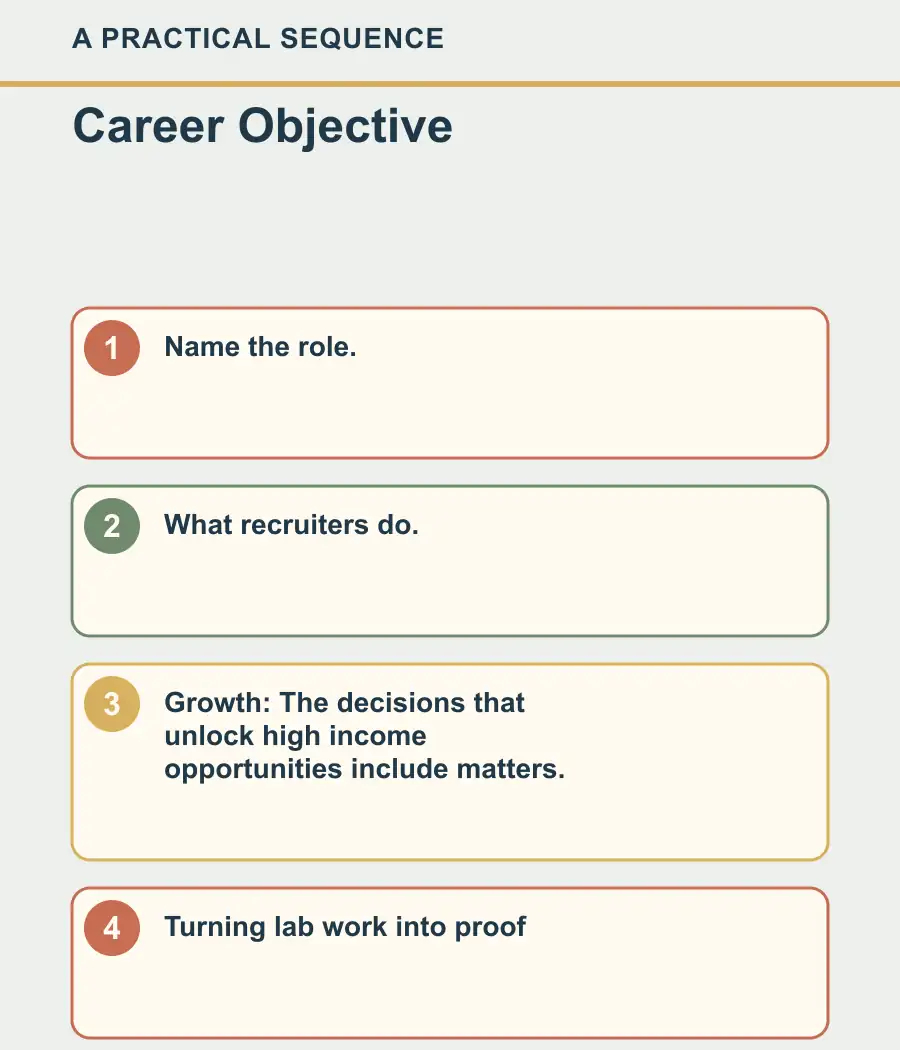 A PRACTICAL SEQUENCE
Career Objective
1
Name the role.
2
What recruiters do.
3
Growth: The decisions that
unlock high income
opportunities include matters.
4
Turning lab work into proof